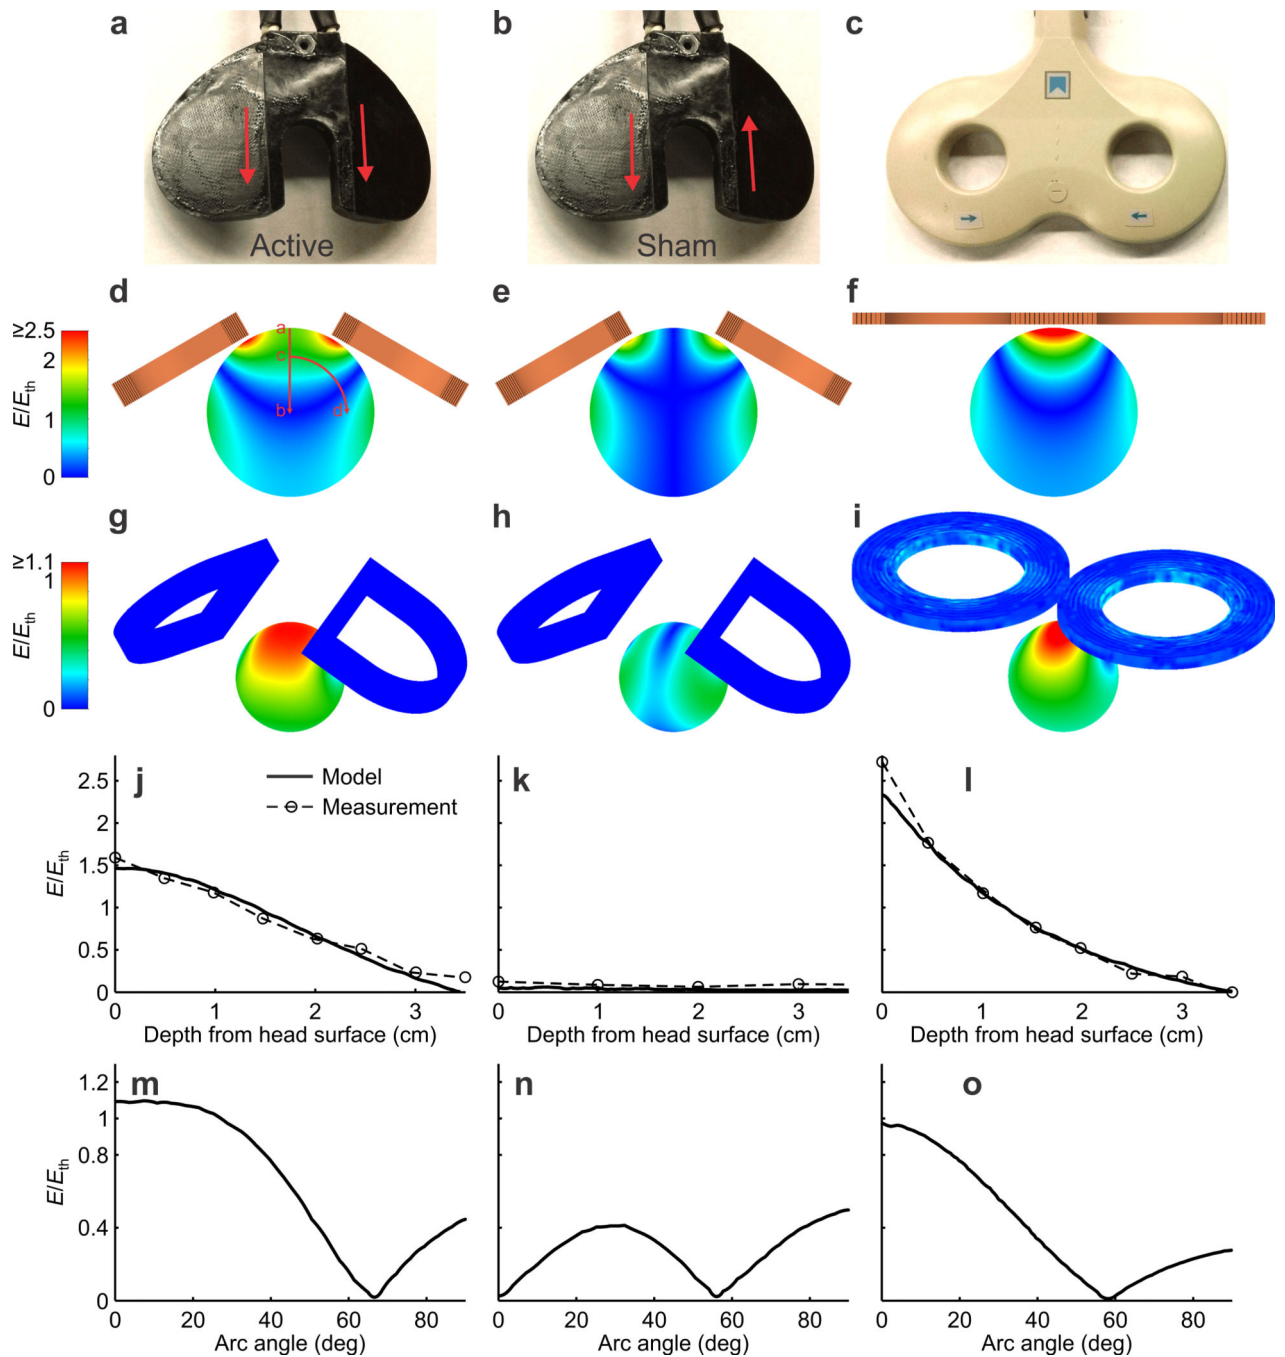 a
b
c
Active
Sham
d
e
f
≥2.5
2
1
0
E/Eth
a
c
b
d
g
h
i
≥1.1
1
0
E/Eth
j
k
l
Model
Measurement
2.5
2
1.5
1
0.5
0
E/Eth
0 1 2 3
Depth from head surface (cm)
0 1 2 3
Depth from head surface (cm)
0 1 2 3
Depth from head surface (cm)
m
n
o
1.2
1
0.8
0.4
0
E/Eth
0 20 40 60 80
Arc angle (deg)
0 20 40 60 80
Arc angle (deg)
0 20 40 60 80
Arc angle (deg)